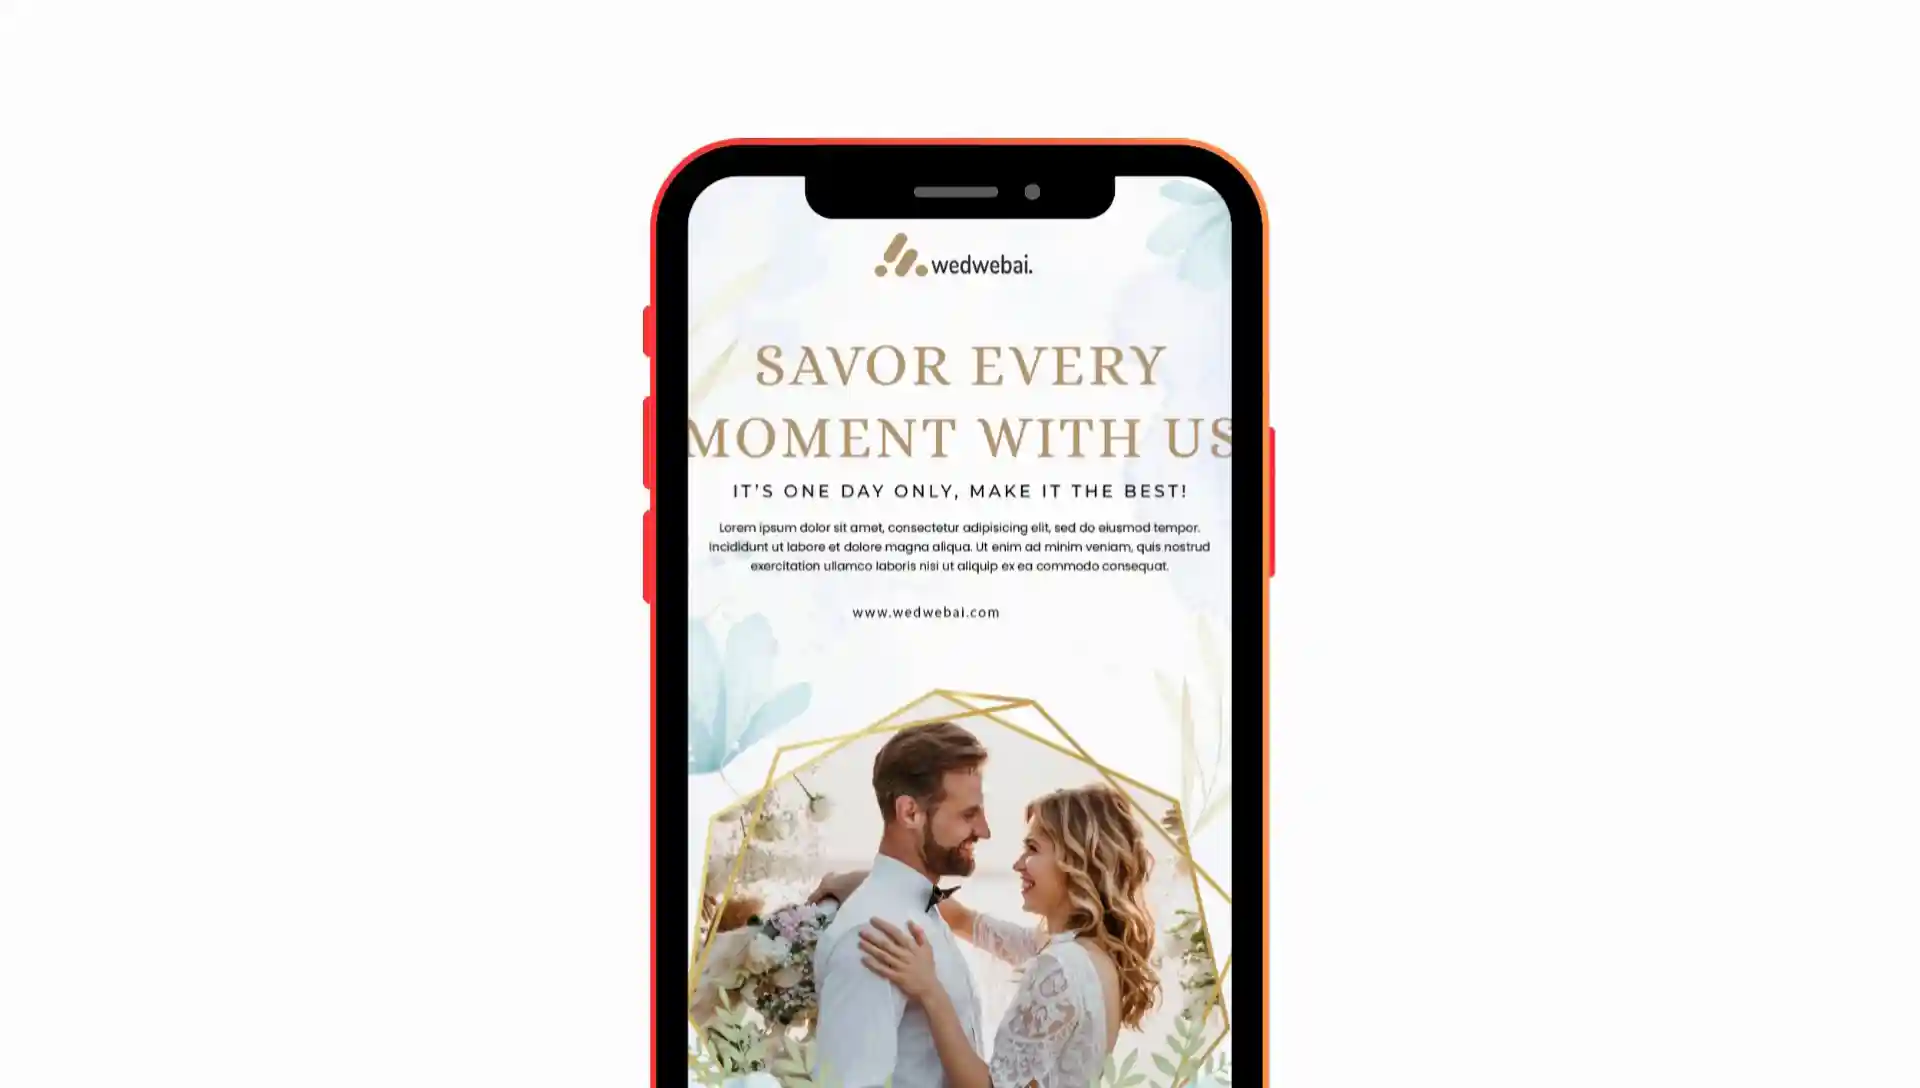 wedwebai.
SAVOR EVERY
MOMENT WITH US
IT'S ONE DAY ONLY, MAKE IT THE BEST!
Lorem ipsum dolor sit amet, consectetur adipisicing elit, sed do eiusmod tempor.
Incididunt ut labore et dolore magna aliqua. Ut enim ad minim veniam, quis nostrud
exercitation ullamco laboris nisi ut aliquip ex ea commodo consequat.
www.wedwebai.com